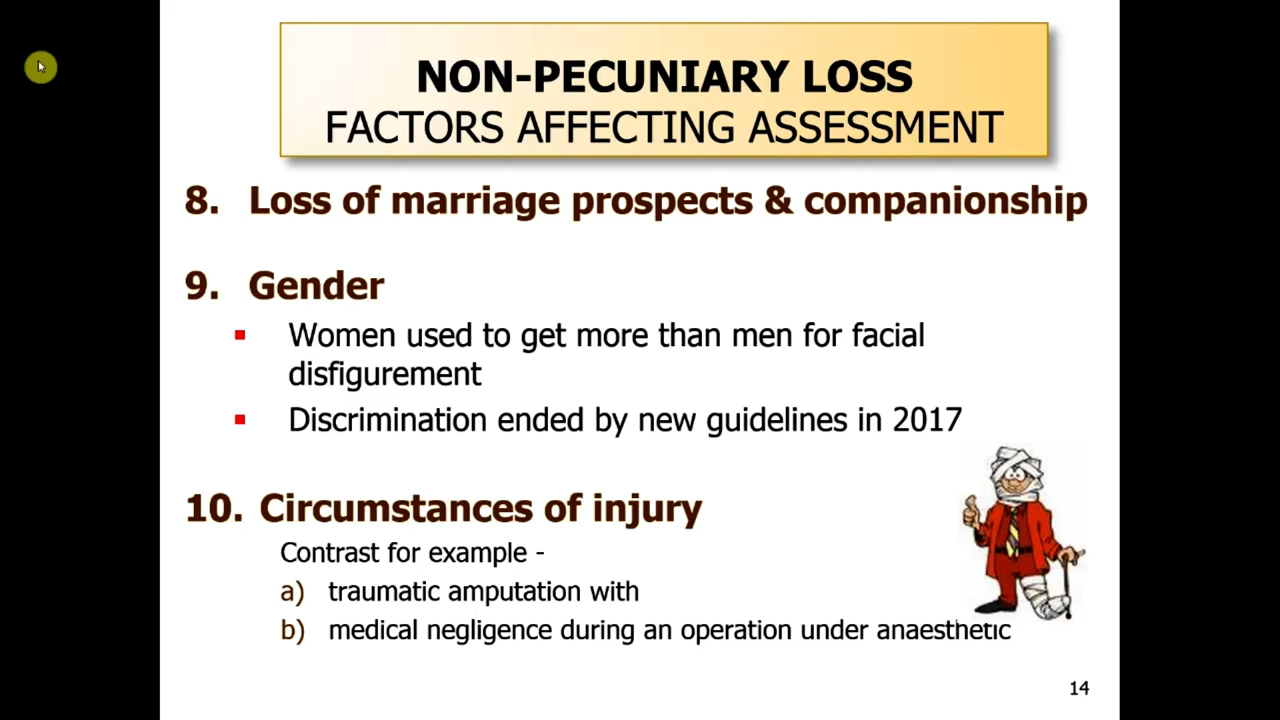 NON-PECUNIARY LOSS
FACTORS AFFECTING ASSESSMENT
8. Loss of marriage prospects & companionship
9. Gender
▪ Women used to get more than men for facial
disfigurement
▪ Discrimination ended by new guidelines in 2017
10. Circumstances of injury
Contrast for example -
a) traumatic amputation with
b) medical negligence during an operation under anaesthetic
14